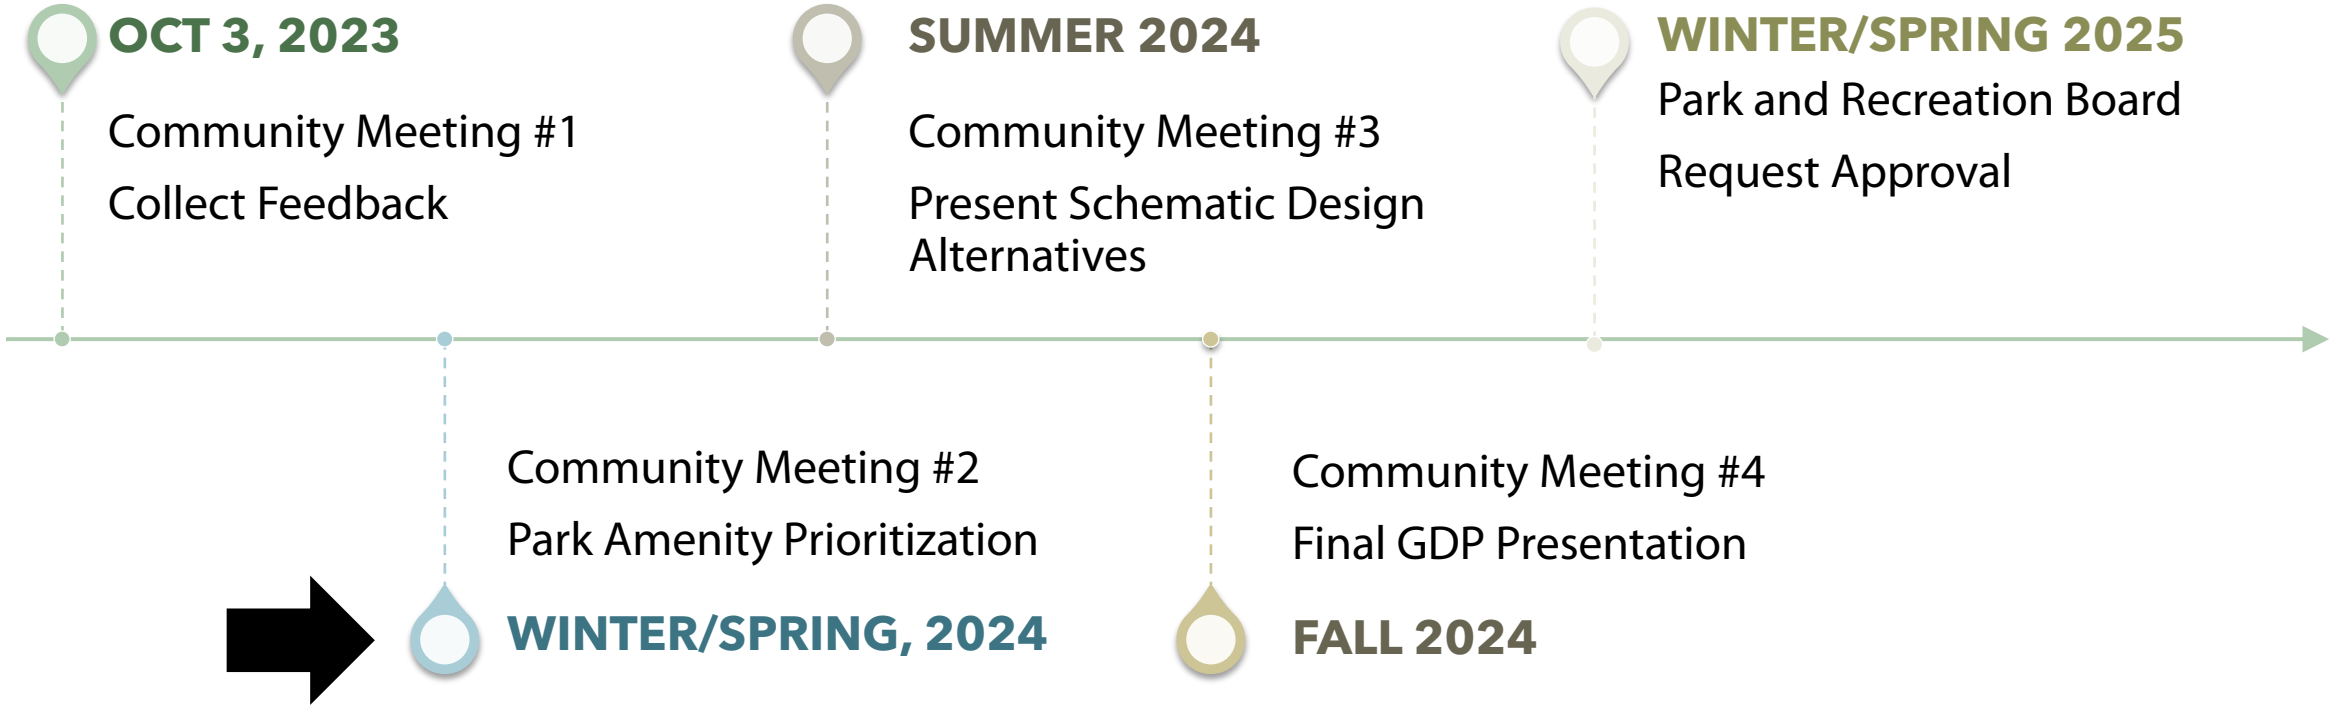 OCT 3, 2023
Community Meeting #1
Collect Feedback
SUMMER 2024
Community Meeting #3
Present Schematic Design
Alternatives
WINTER/SPRING 2025
Park and Recreation Board
Request Approval
Community Meeting #2
Park Amenity Prioritization
WINTER/SPRING, 2024
Community Meeting #4
Final GDP Presentation
FALL 2024